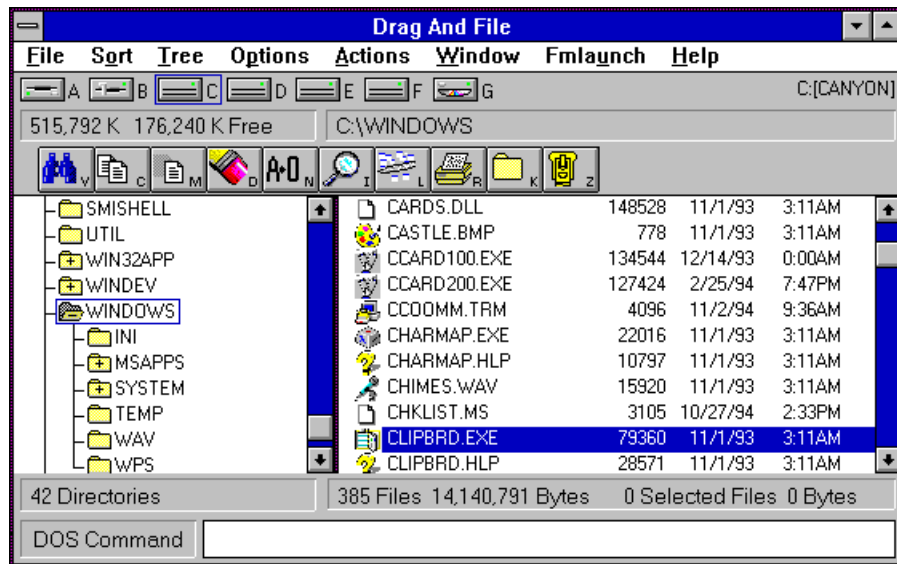 Drag And File
File Sort Tree Options Actions Window Fmlaunch Help
A B C D E F G C:[CANYON]
515,792 K 176,240 K Free C:\WINDOWS
V C M D A+O N I L R K Z
SMISHELL
UTIL
WIN32APP
WINDEV
WINDOWS
INI
MSAPPS
SYSTEM
TEMP
WAV
WPS
CARDS.DLL 148528 11/1/93 3:11AM
CASTLE.BMP 778 11/1/93 3:11AM
CCARD100.EXE 134544 12/14/93 0:00AM
CCARD200.EXE 127424 2/25/94 7:47PM
CCOOMM.TRM 4096 11/2/94 9:36AM
CHARMAP.EXE 22016 11/1/93 3:11AM
CHARMAP.HLP 10797 11/1/93 3:11AM
CHIMES.WAV 15920 11/1/93 3:11AM
CHKLIST.MS 3105 10/27/94 2:33PM
CLIPBRD.EXE 79360 11/1/93 3:11AM
CLIPBRD.HLP 28571 11/1/93 3:11AM
42 Directories
385 Files 14,140,791 Bytes 0 Selected Files 0 Bytes
DOS Command